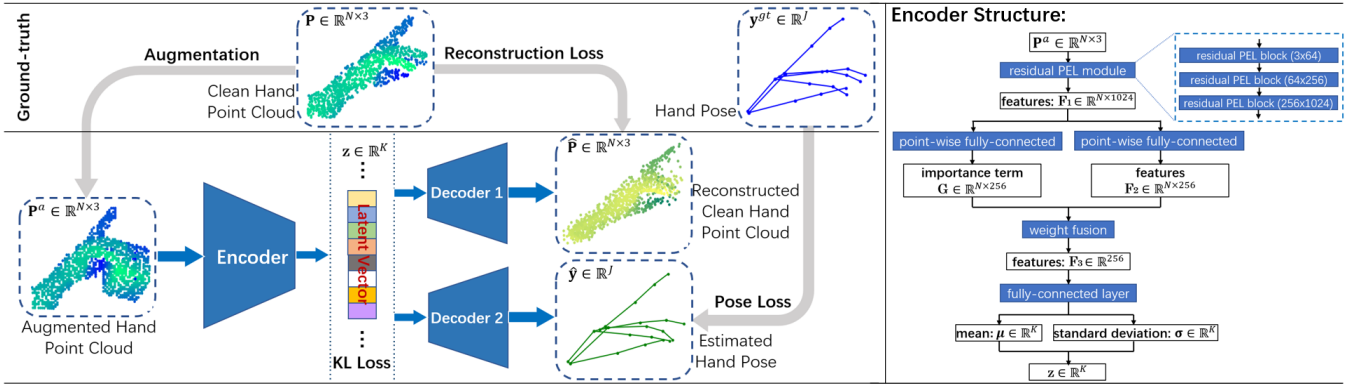 Ground-truth
P ∈ ℝ^{N×3}
Augmentation
Reconstruction Loss
Clean Hand
Point Cloud
y^{gt} ∈ ℝ^J
Hand Pose
P^a ∈ ℝ^{N×3}
Augmented Hand
Point Cloud
Encoder
z ∈ ℝ^K
...
Latent Vector
...
KL Loss
Decoder 1
Decoder 2
P̂ ∈ ℝ^{N×3}
Reconstructed
Clean Hand
Point Cloud
ŷ ∈ ℝ^J
Pose Loss
Estimated
Hand Pose
Encoder Structure:
P^a ∈ ℝ^{N×3}
residual PEL module
residual PEL block (3x64)
residual PEL block (64x256)
residual PEL block (256x1024)
features: F₁ ∈ ℝ^{N×1024}
point-wise fully-connected
point-wise fully-connected
importance term
G ∈ ℝ^{N×256}
features
F₂ ∈ ℝ^{N×256}
weight fusion
features: F₃ ∈ ℝ^{256}
fully-connected layer
mean: μ ∈ ℝ^K
standard deviation: σ ∈ ℝ^K
z ∈ ℝ^K